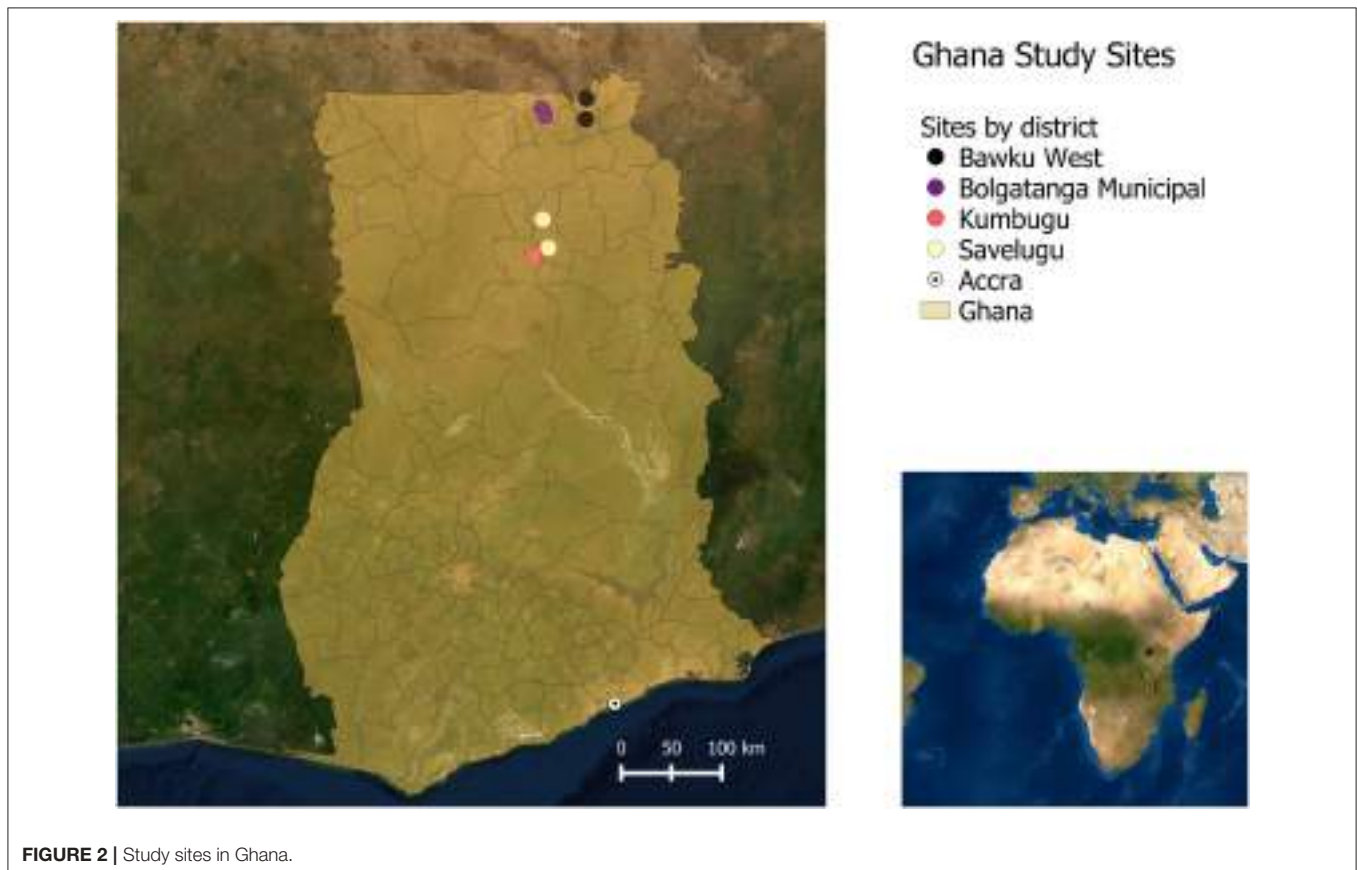 Ghana Study Sites
Sites by district
Bawku West
Bolgatanga Municipal
Kumbugu
Savelugu
Accra
Ghana
0 50 100 km
FIGURE 2 | Study sites in Ghana.